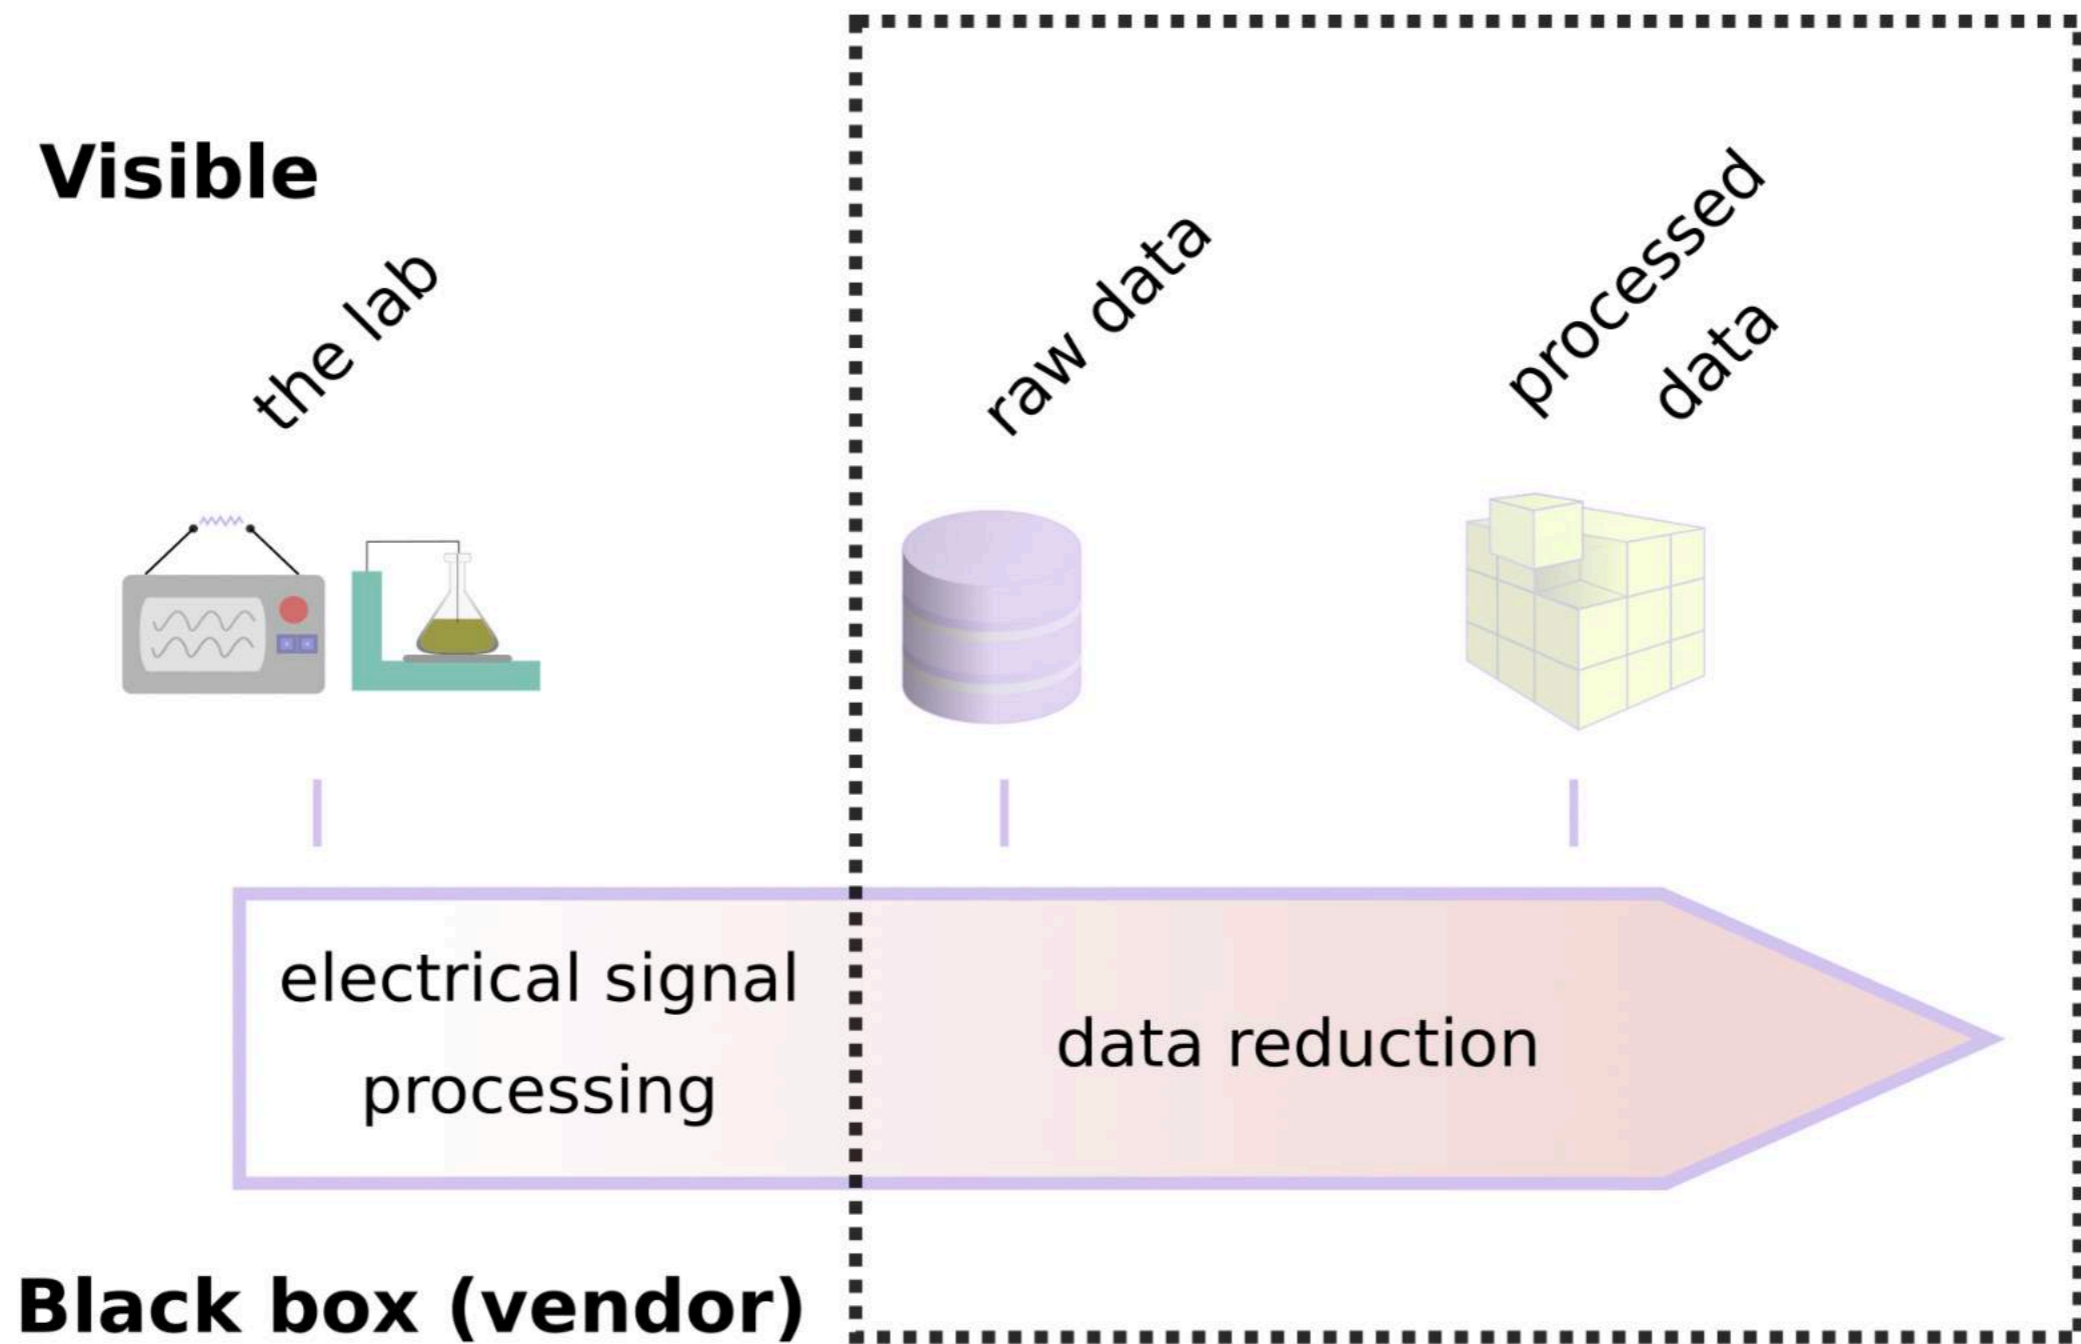 Visible
the lab
raw data
processed
data
electrical signal
processing
data reduction
Black box (vendor)